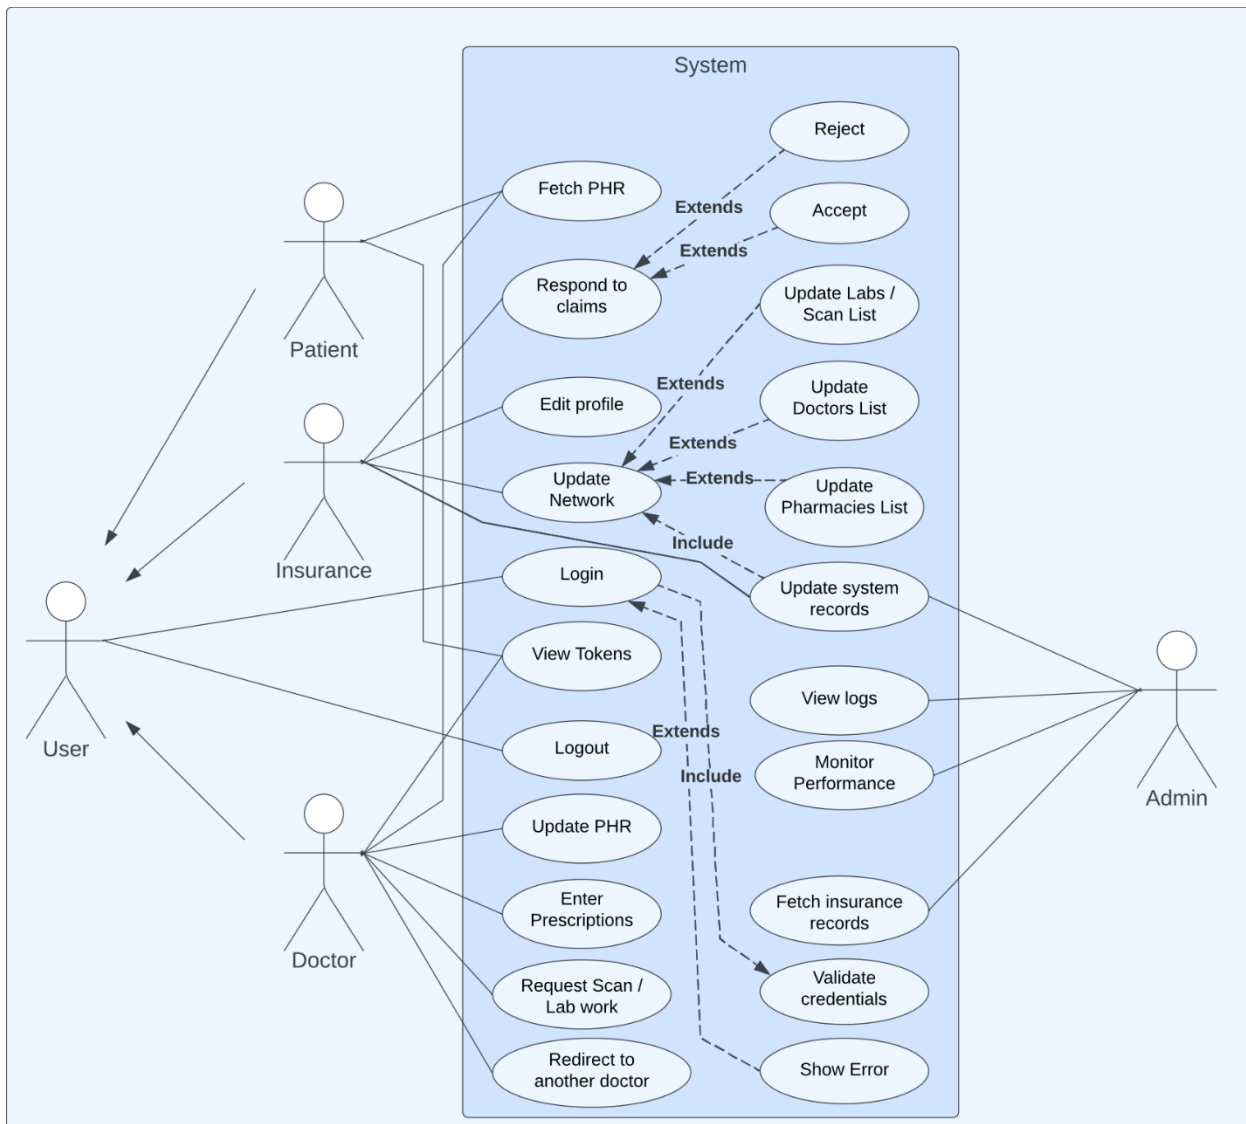 System
Reject
Fetch PHR
Extends
Accept
Extends
Respond to
claims
Update Labs /
Scan List
Patient
Extends
Update
Doctors List
Edit profile
Extends
Update
Network
Extends
Update
Pharmacies List
Include
Insurance
Login
Update system
records
View Tokens
View logs
User
Logout
Extends
Include
Monitor
Performance
Admin
Update PHR
Enter
Prescriptions
Fetch insurance
records
Doctor
Request Scan /
Lab work
Validate
credentials
Redirect to
another doctor
Show Error